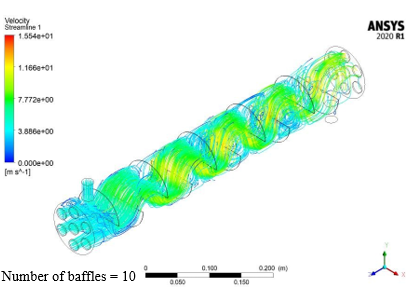 Velocity
Streamline 1
1.554e+01
1.166e+01
7.772e+00
3.886e+00
0.000e+00
[m s^-1]
ANSYS
2020 R1
Number of baffles = 10
0 0.100 0.200 (m)
0.050 0.150
Y
X
Z